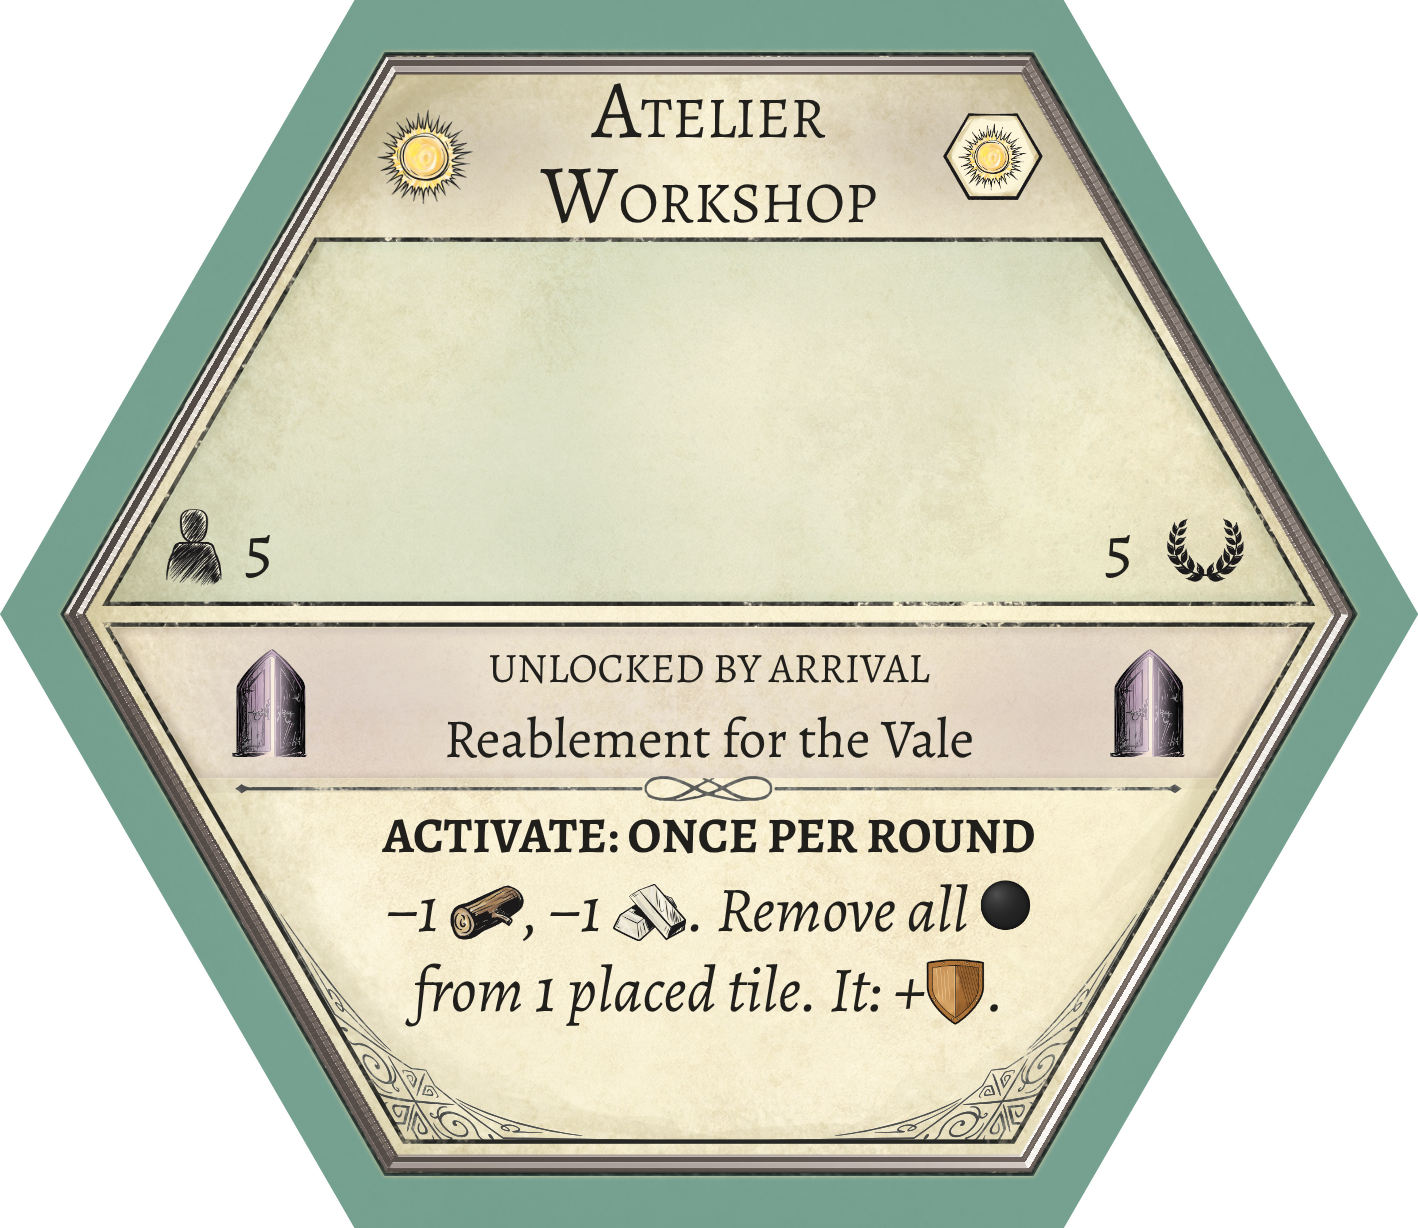 Atelier
Workshop
5 5
UNLOCKED BY ARRIVAL
Reablement for the Vale
ACTIVATE: ONCE PER ROUND
–1 , –1 . Remove all
from 1 placed tile. It: + .